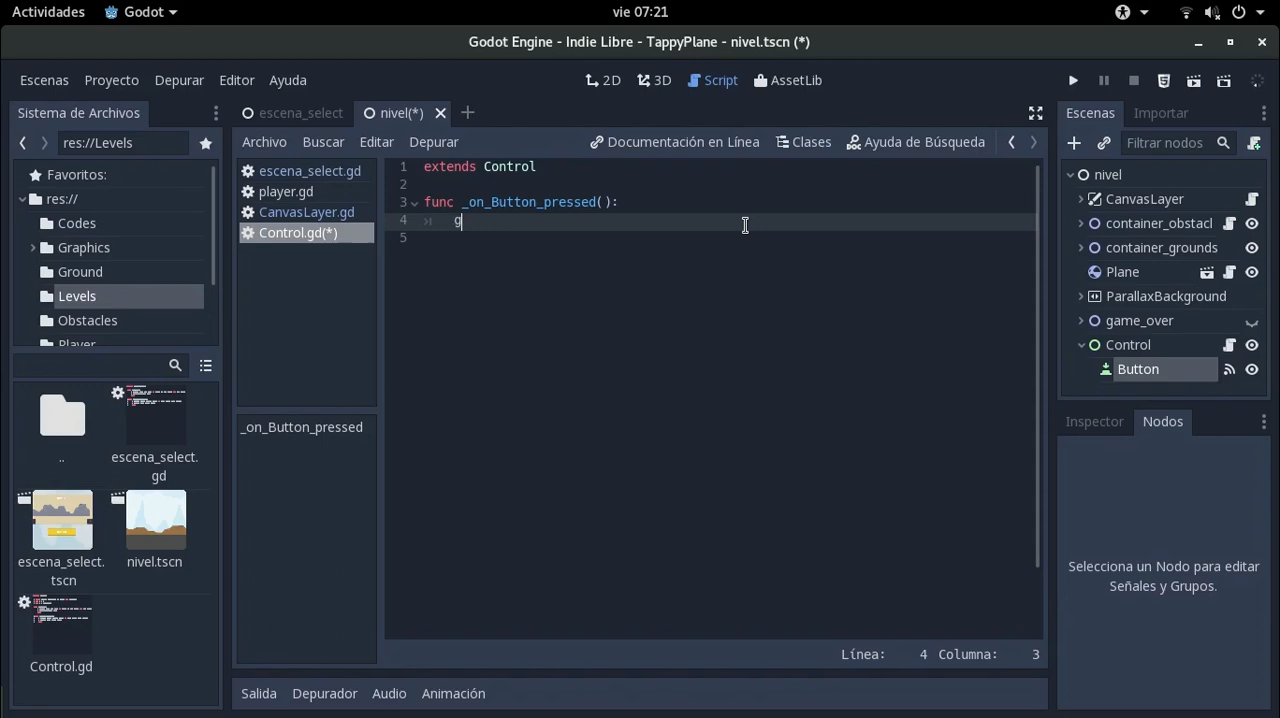 Actividades Godot vie 07:21
Godot Engine - Indie Libre - TappyPlane - nivel.tscn (*)
Escenas Proyecto Depurar Editor Ayuda 2D 3D Script AssetLib
Sistema de Archivos escena_select nivel(*) Escenas Importar
res://Levels Archivo Buscar Editar Depurar Documentación en Línea Clases Ayuda de Búsqueda Filtrar nodos
Favoritos:
res://
Codes
Graphics
Ground
Levels
Obstacles
Player
..
escena_select.
gd
escena_select.
tscn
nivel.tscn
Control.gd
escena_select.gd
player.gd
CanvasLayer.gd
Control.gd(*)
_on_Button_pressed
1 extends Control
2
3 func _on_Button_pressed():
4 g
5
Línea: 4 Columna: 3
Salida Depurador Audio Animación
nivel
CanvasLayer
container_obstacl
container_grounds
Plane
ParallaxBackground
game_over
Control
Button
Inspector Nodos
Selecciona un Nodo para editar
Señales y Grupos.